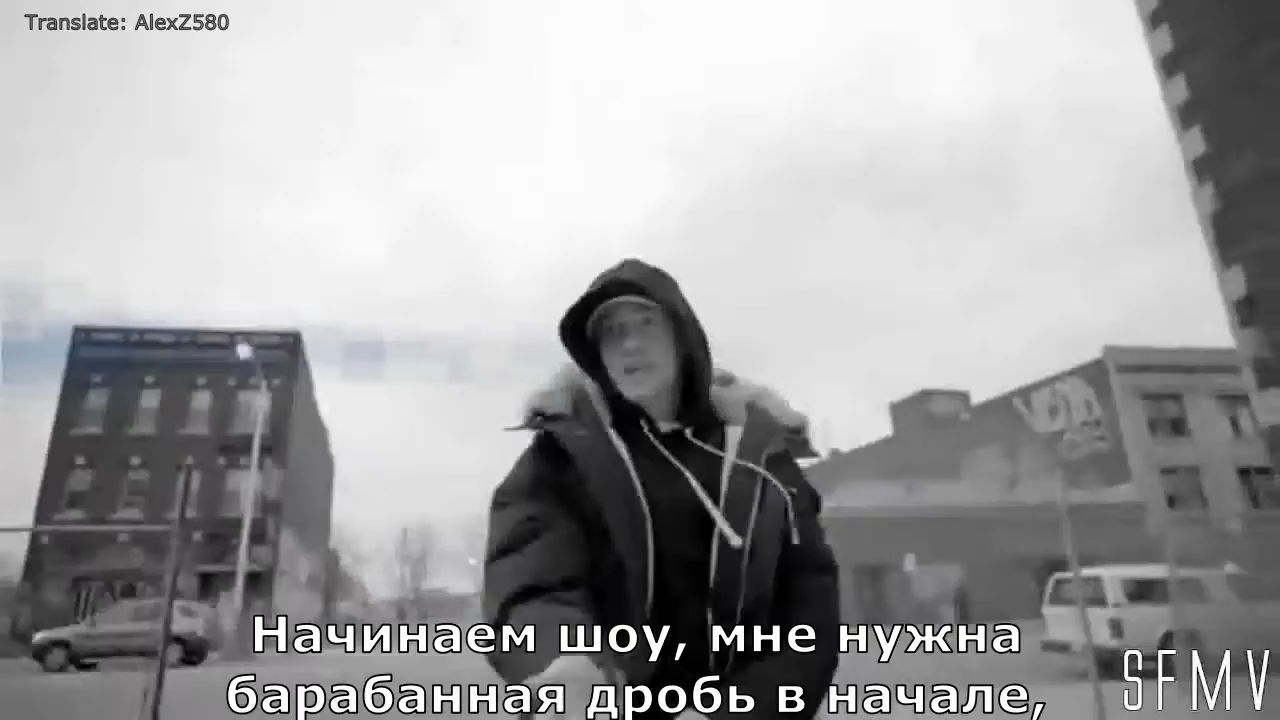 Translate: AlexZ580
Начинаем шоу, мне нужна
барабанная дробь в начале,
SFMV